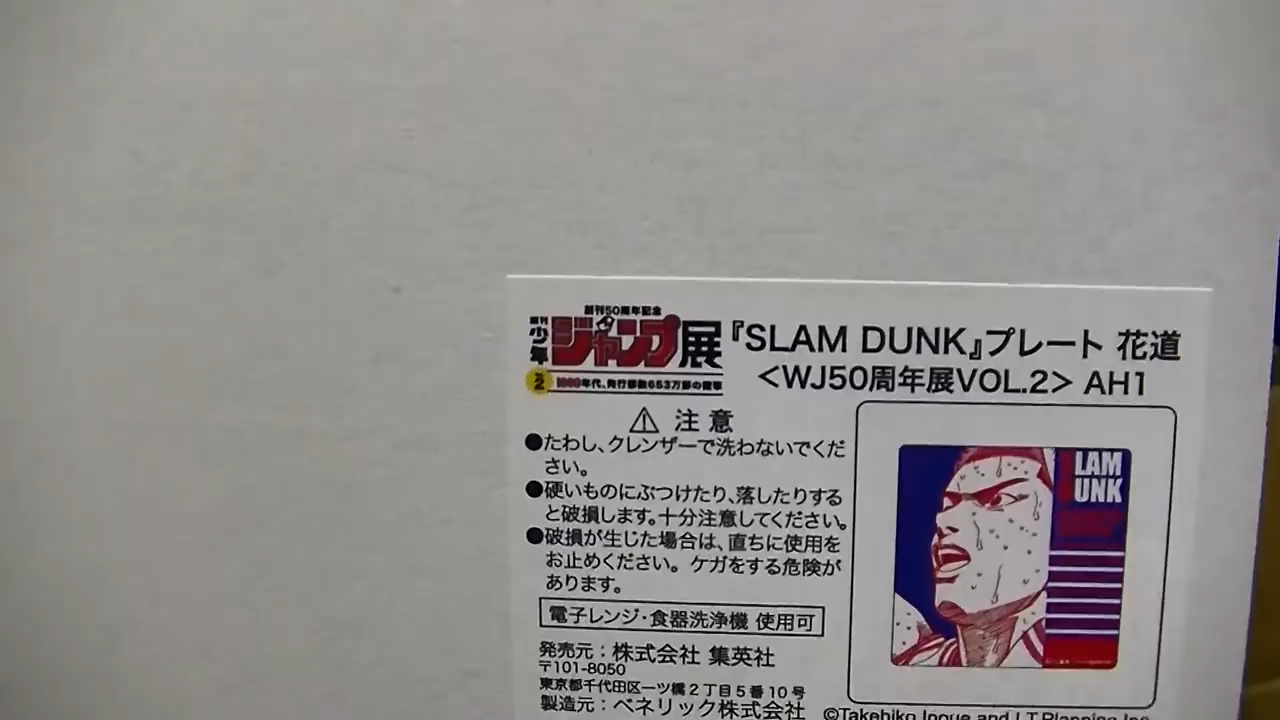 創刊50周年記念
週刊
少年
ジャンプ展
VOL.2
1990年代、発行部数653万部の衝撃
『SLAM DUNK』プレート 花道
<WJ50周年展VOL.2> AH1
⚠ 注意
●たわし、クレンザーで洗わないでくだ
さい。
●硬いものにぶつけたり、落したりする
と破損します。十分注意してください。
●破損が生じた場合は、直ちに使用を
お止めください。ケガをする危険が
あります。
電子レンジ・食器洗浄機 使用可
発売元：株式会社 集英社
〒101-8050
東京都千代田区一ツ橋2丁目5番10号
製造元：ベネリック株式会社
LAM
UNK
©Takehiko Inoue and I.T.Planning,Inc.